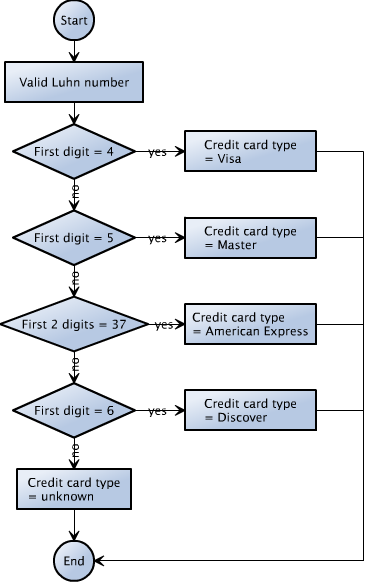 Start
Valid Luhn number
First digit = 4
yes
Credit card type
= Visa
no
First digit = 5
yes
Credit card type
= Master
no
First 2 digits = 37
yes
Credit card type
= American Express
no
First digit = 6
yes
Credit card type
= Discover
no
Credit card type
= unknown
End